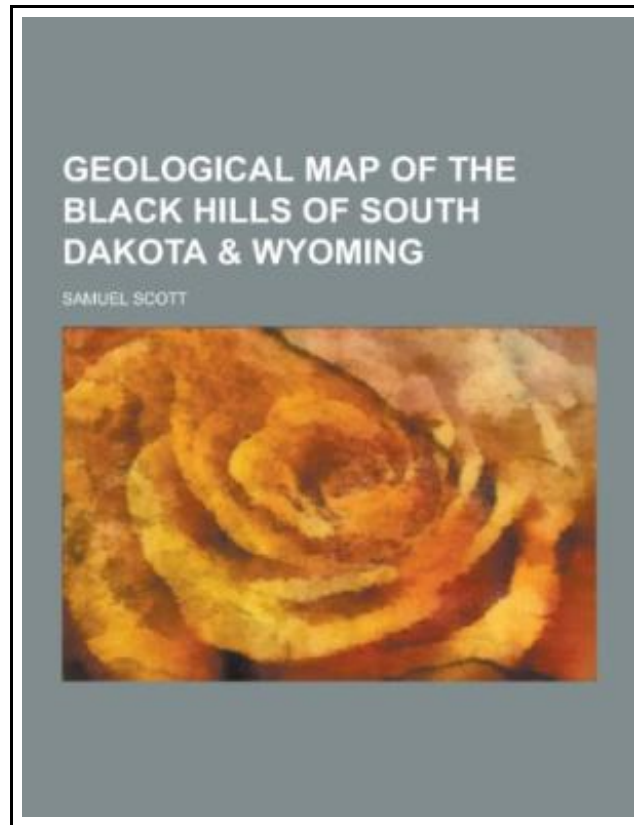 GEOLOGICAL MAP OF THE
BLACK HILLS OF SOUTH
DAKOTA & WYOMING
SAMUEL SCOTT